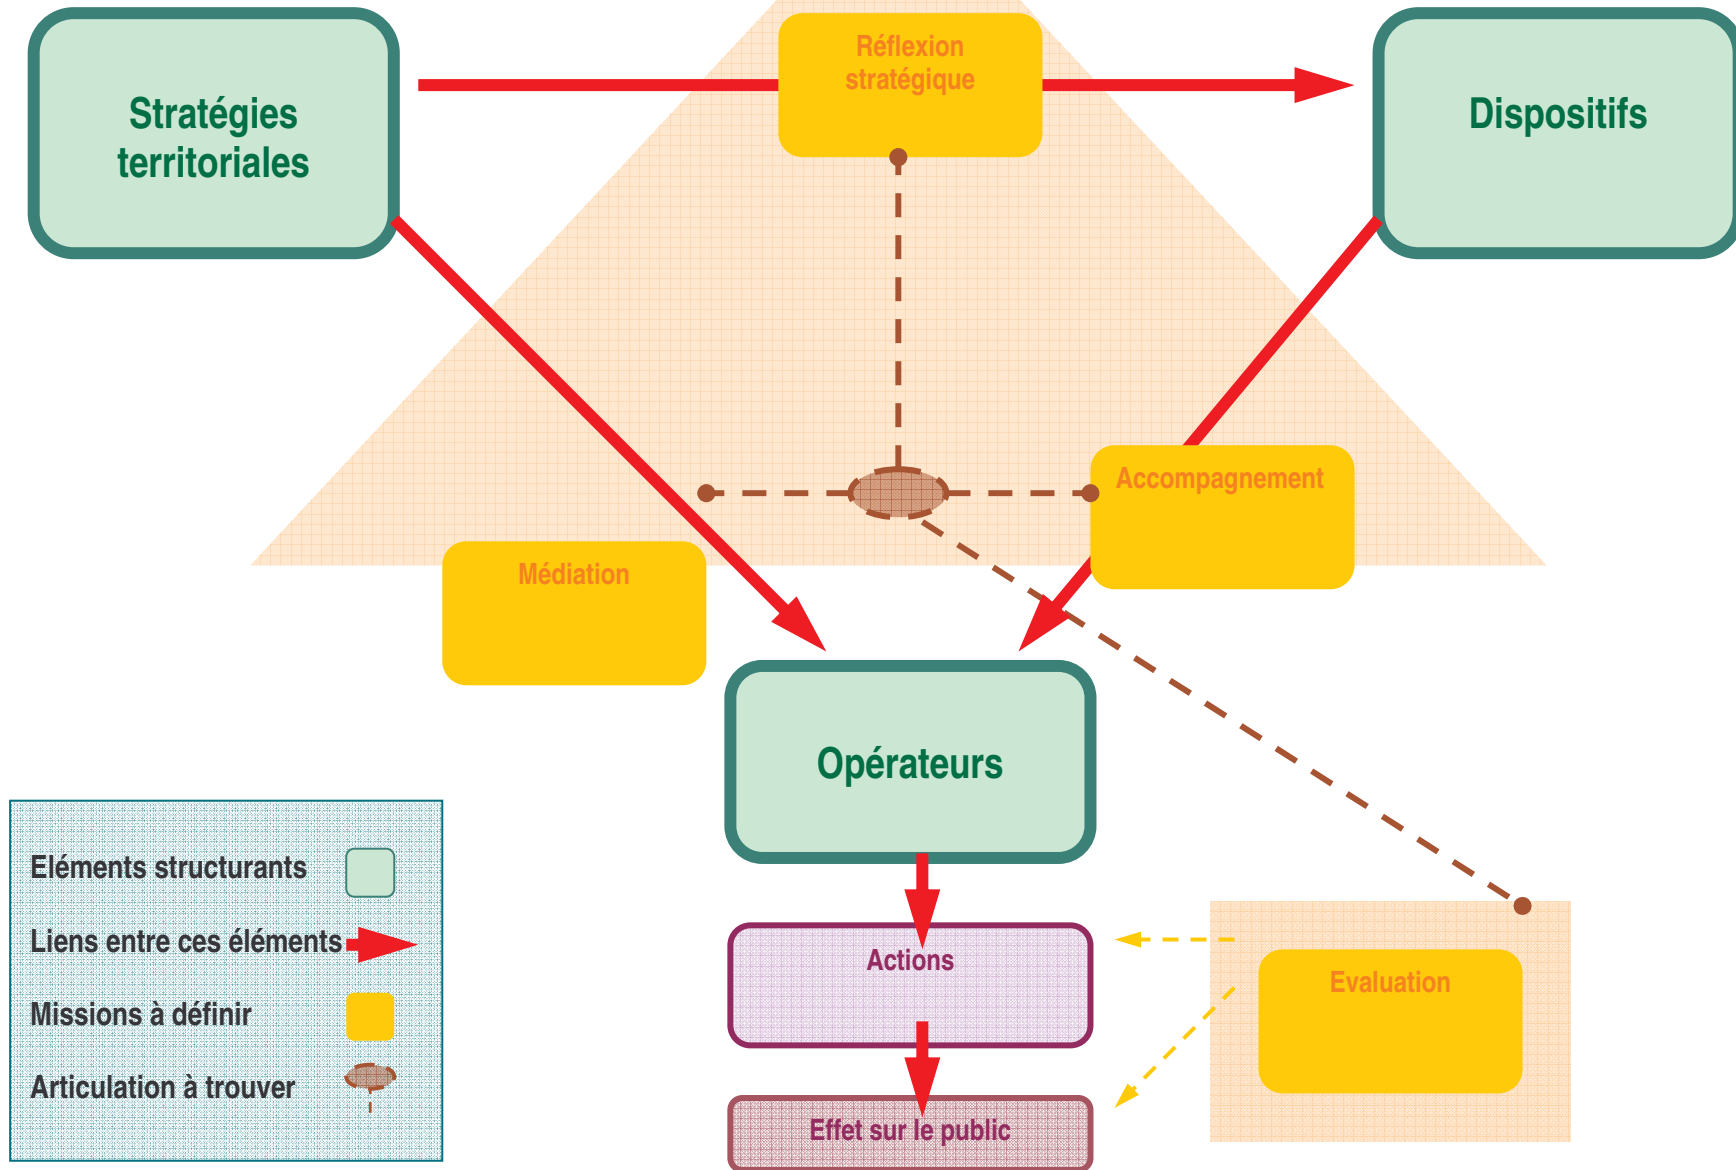 Réflexion
stratégique
Stratégies
territoriales
Dispositifs
Accompagnement
Médiation
Opérateurs
Eléments structurants
Liens entre ces éléments
Missions à définir
Articulation à trouver
Actions
Evaluation
Effet sur le public